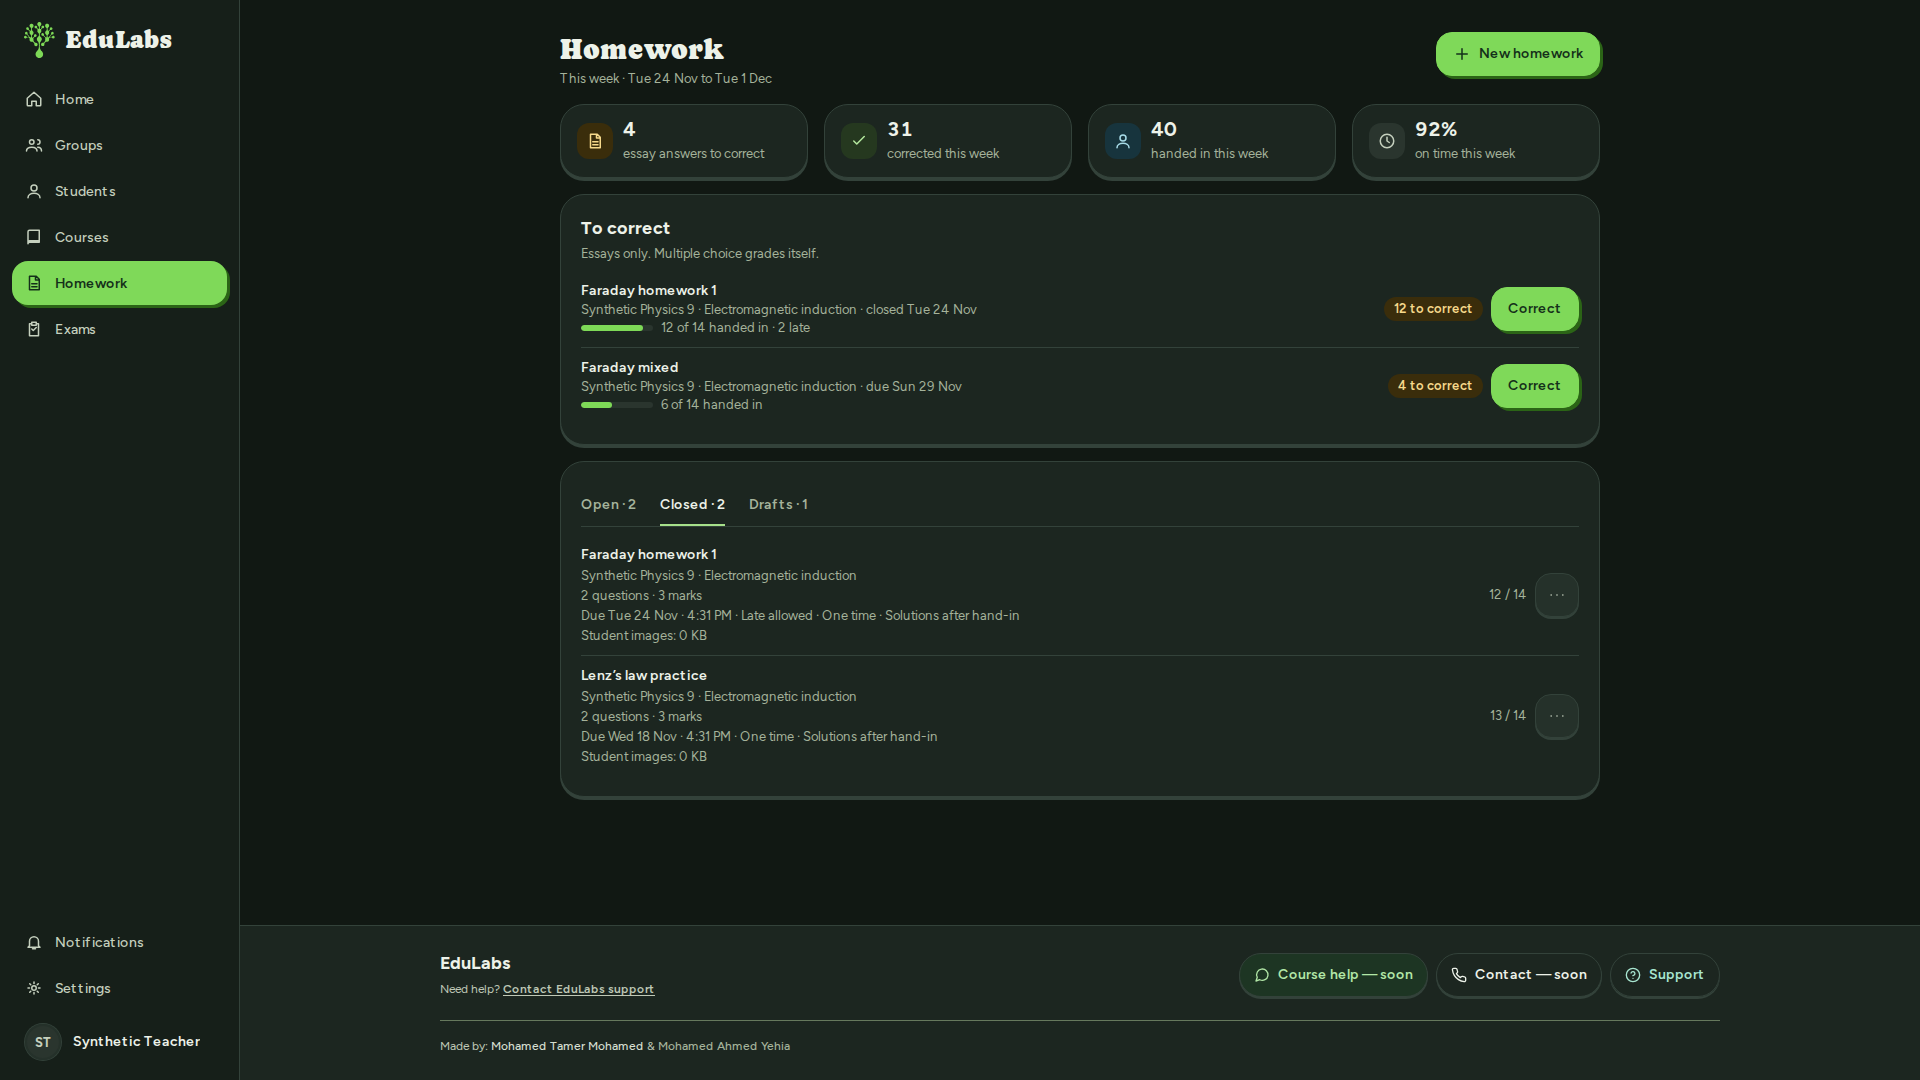 EduLabs
Home
Groups
Students
Courses
Homework
Exams
Notifications
Settings
ST
Synthetic Teacher
Homework
This week · Tue 24 Nov to Tue 1 Dec
New homework
4
essay answers to correct
31
corrected this week
40
handed in this week
92%
on time this week
To correct
Essays only. Multiple choice grades itself.
Faraday homework 1
Synthetic Physics 9 · Electromagnetic induction · closed Tue 24 Nov
12 of 14 handed in · 2 late
12 to correct
Correct
Faraday mixed
Synthetic Physics 9 · Electromagnetic induction · due Sun 29 Nov
6 of 14 handed in
4 to correct
Correct
Open · 2
Closed · 2
Drafts · 1
Faraday homework 1
Synthetic Physics 9 · Electromagnetic induction
2 questions · 3 marks
Due Tue 24 Nov · 4:31 PM · Late allowed · One time · Solutions after hand-in
Student images: 0 KB
12 / 14
Lenz’s law practice
Synthetic Physics 9 · Electromagnetic induction
2 questions · 3 marks
Due Wed 18 Nov · 4:31 PM · One time · Solutions after hand-in
Student images: 0 KB
13 / 14
EduLabs
Need help? Contact EduLabs support
Course help — soon
Contact — soon
Support
Made by: Mohamed Tamer Mohamed & Mohamed Ahmed Yehia